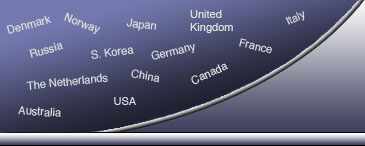 Denmark
Norway
Japan
United
Kingdom
Italy
Russia
S. Korea
Germany
France
The Netherlands
China
Canada
Australia
USA